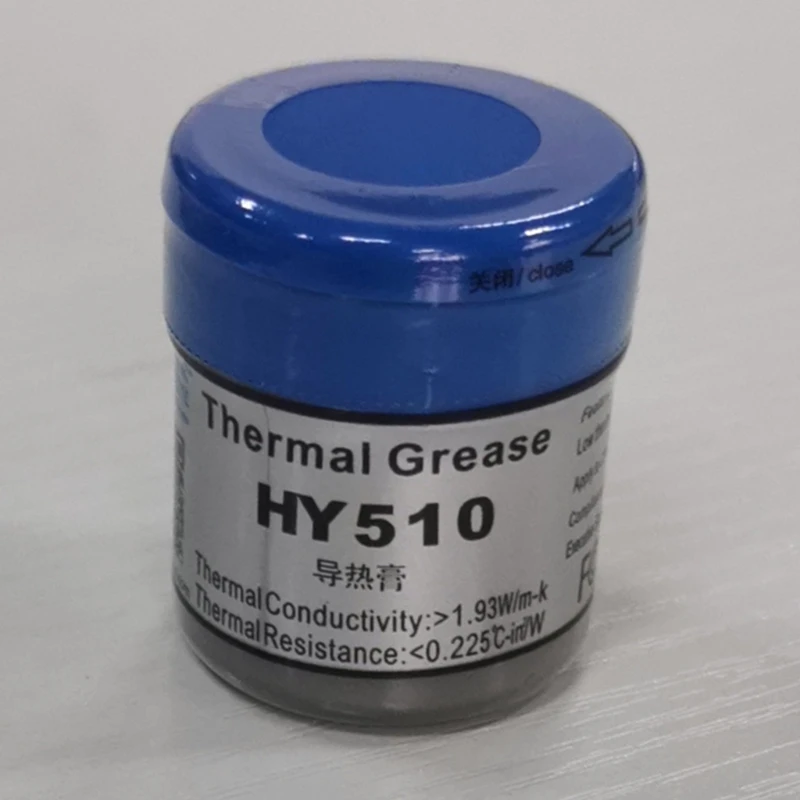 关闭/close
Thermal Grease
HY510
导热膏
Thermal Conductivity:>1.93W/m-k
Thermal Resistance:<0.225℃-in²/W